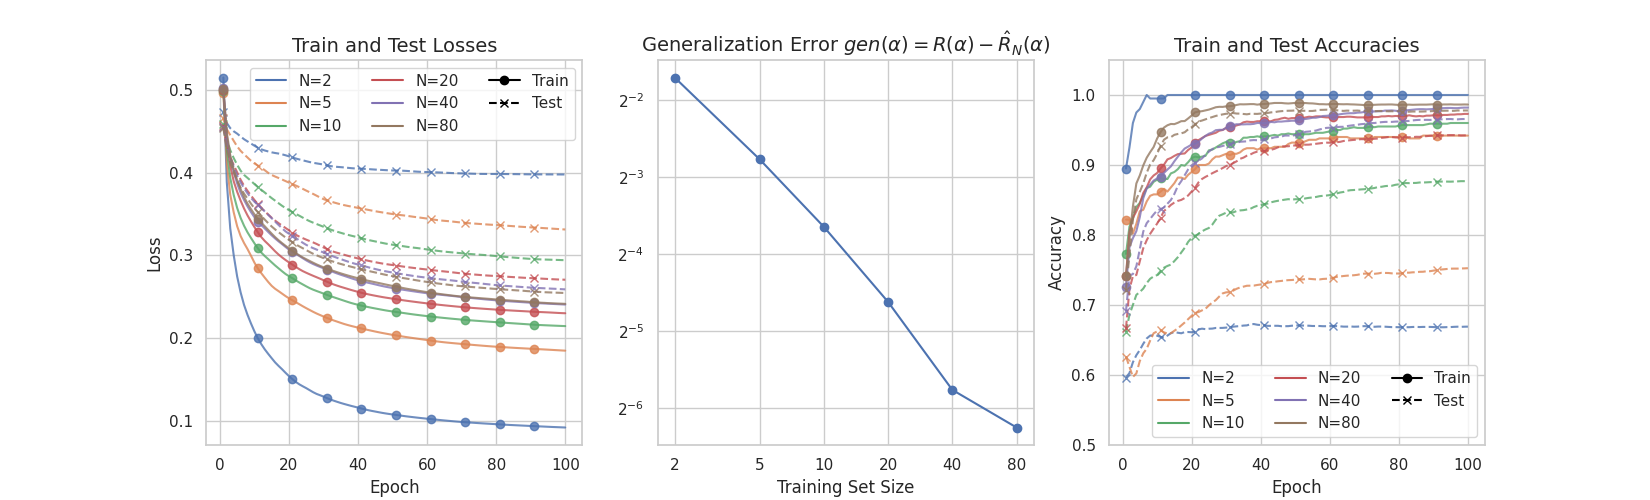 Train and Test Losses
Loss
0.5
0.4
0.3
0.2
0.1
N=2
N=5
N=10
N=20
N=40
N=80
Train
Test
0 20 40 60 80 100
Epoch
Generalization Error gen(α) = R(α) − R̂_N(α)
2⁻²
2⁻³
2⁻⁴
2⁻⁵
2⁻⁶
2 5 10 20 40 80
Training Set Size
Train and Test Accuracies
Accuracy
1.0
0.9
0.8
0.7
0.6
0.5
N=2
N=5
N=10
N=20
N=40
N=80
Train
Test
0 20 40 60 80 100
Epoch